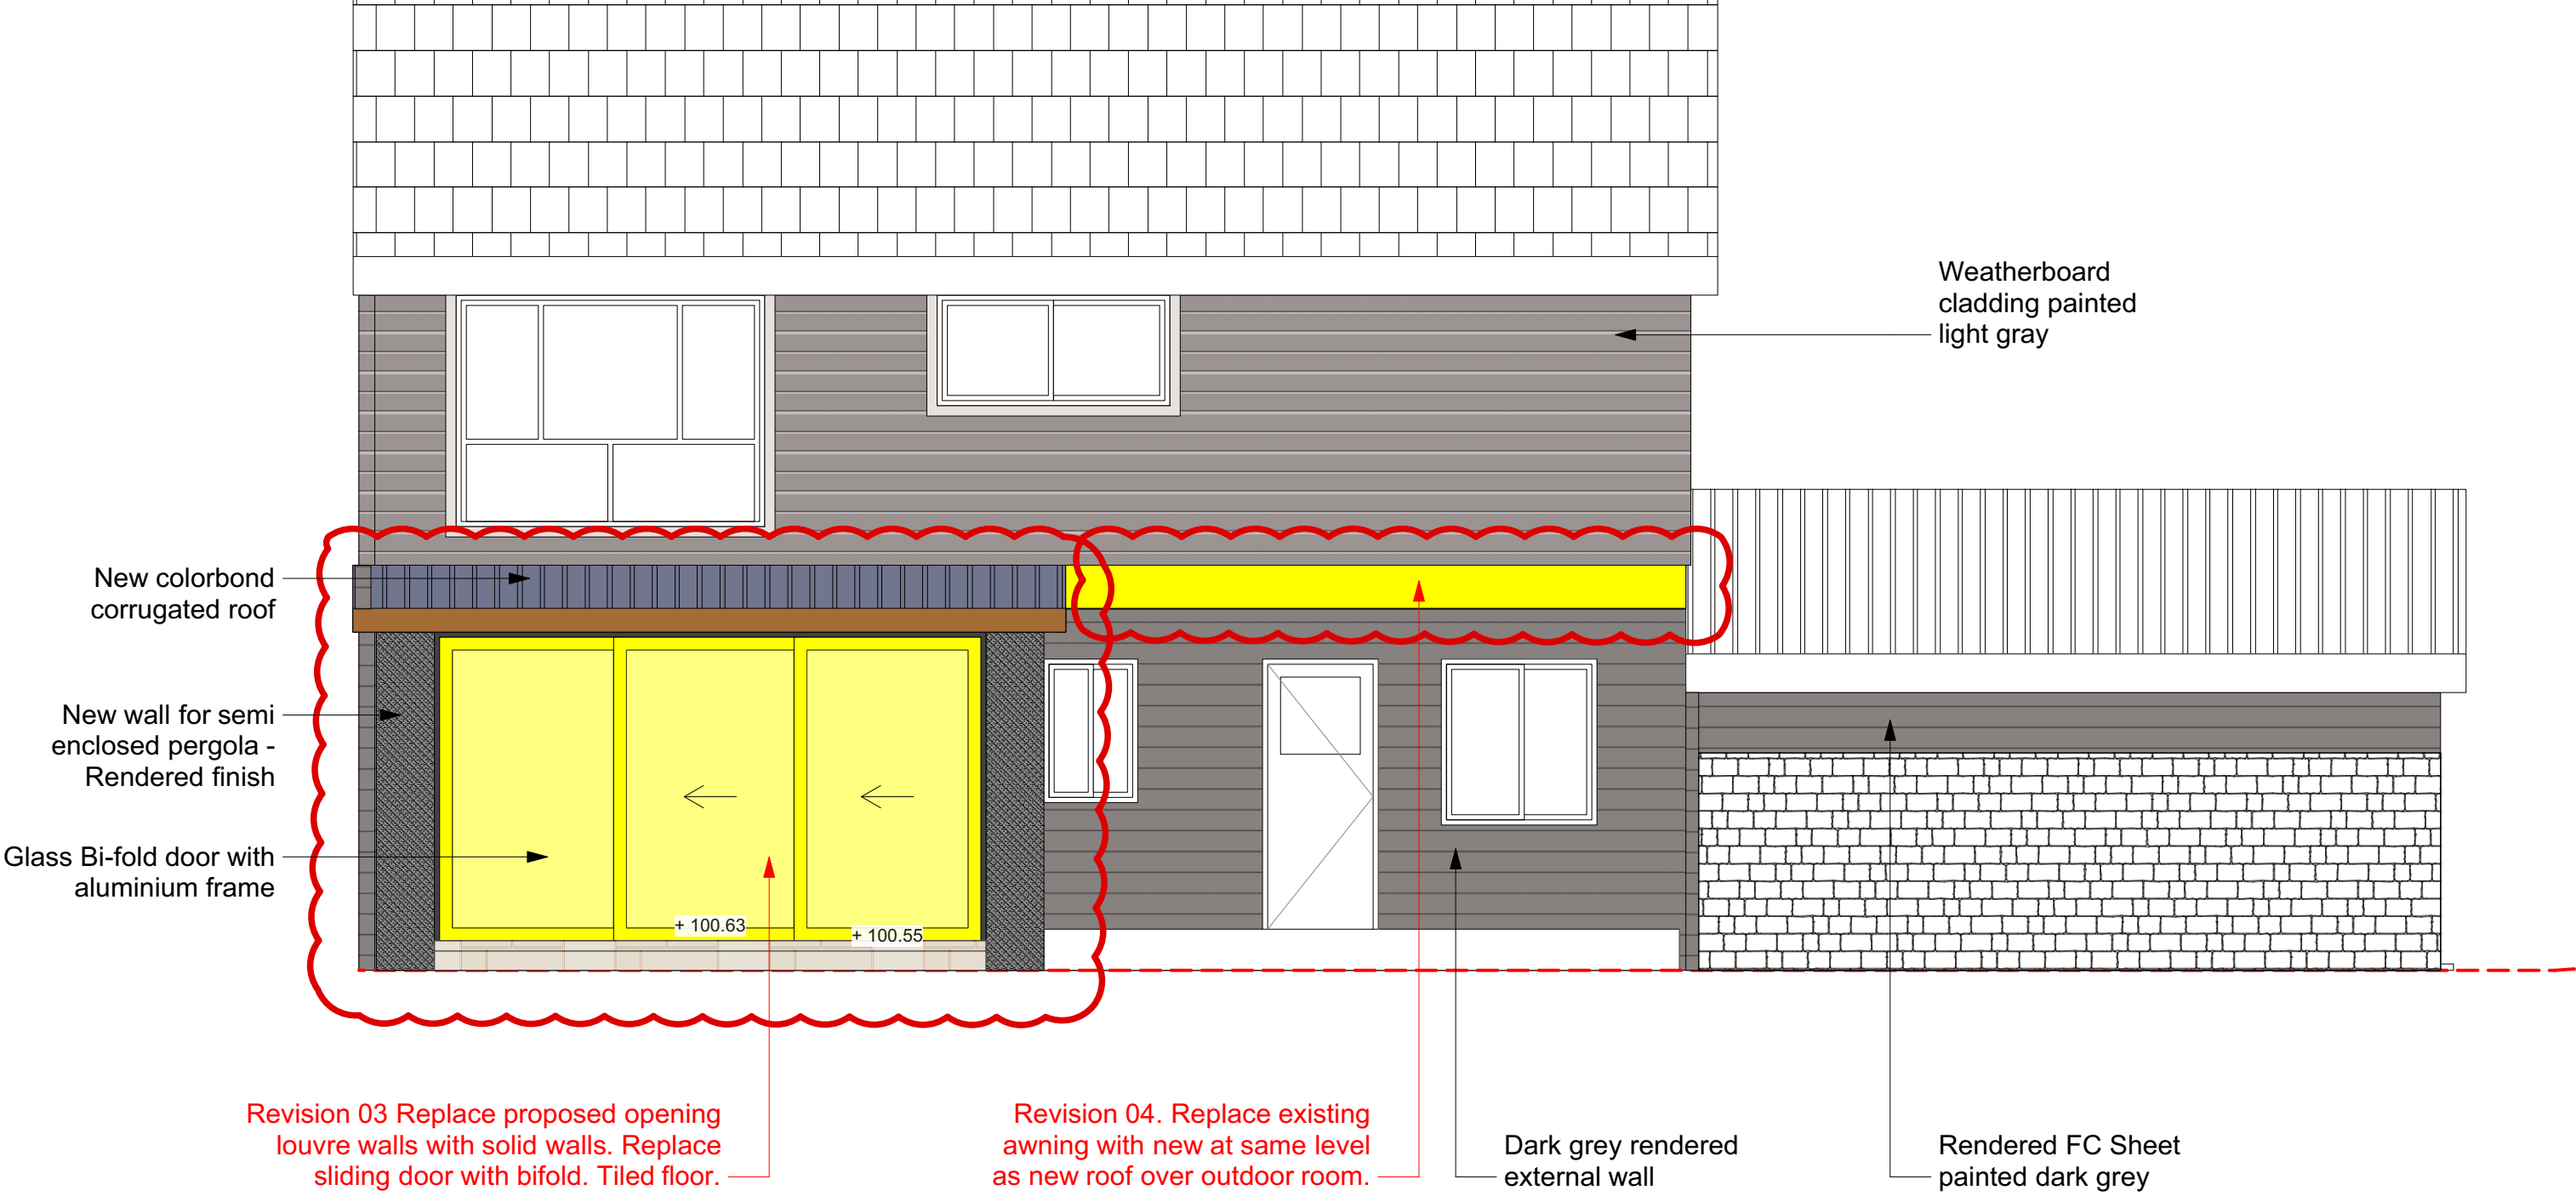 Weatherboard
cladding painted
light gray
New colorbond
corrugated roof
New wall for semi
enclosed pergola -
Rendered finish
Glass Bi-fold door with
aluminium frame
+ 100.63
+ 100.55
Revision 03 Replace proposed opening
louvre walls with solid walls. Replace
sliding door with bifold. Tiled floor.
Revision 04. Replace existing
awning with new at same level
as new roof over outdoor room.
Dark grey rendered
external wall
Rendered FC Sheet
painted dark grey